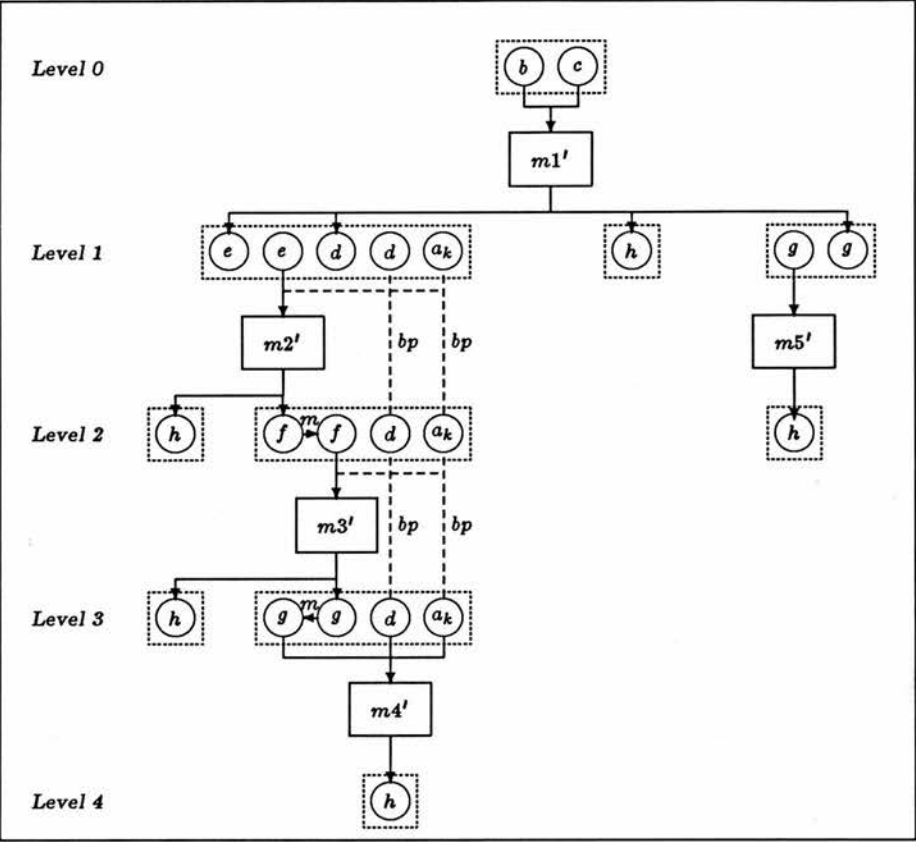 Level 0 b c
m1'
Level 1 e e d d a_k h g g
m2' bp bp m5'
Level 2 h f m f d a_k h
m3' bp bp
Level 3 h g m g d a_k
m4'
Level 4 h